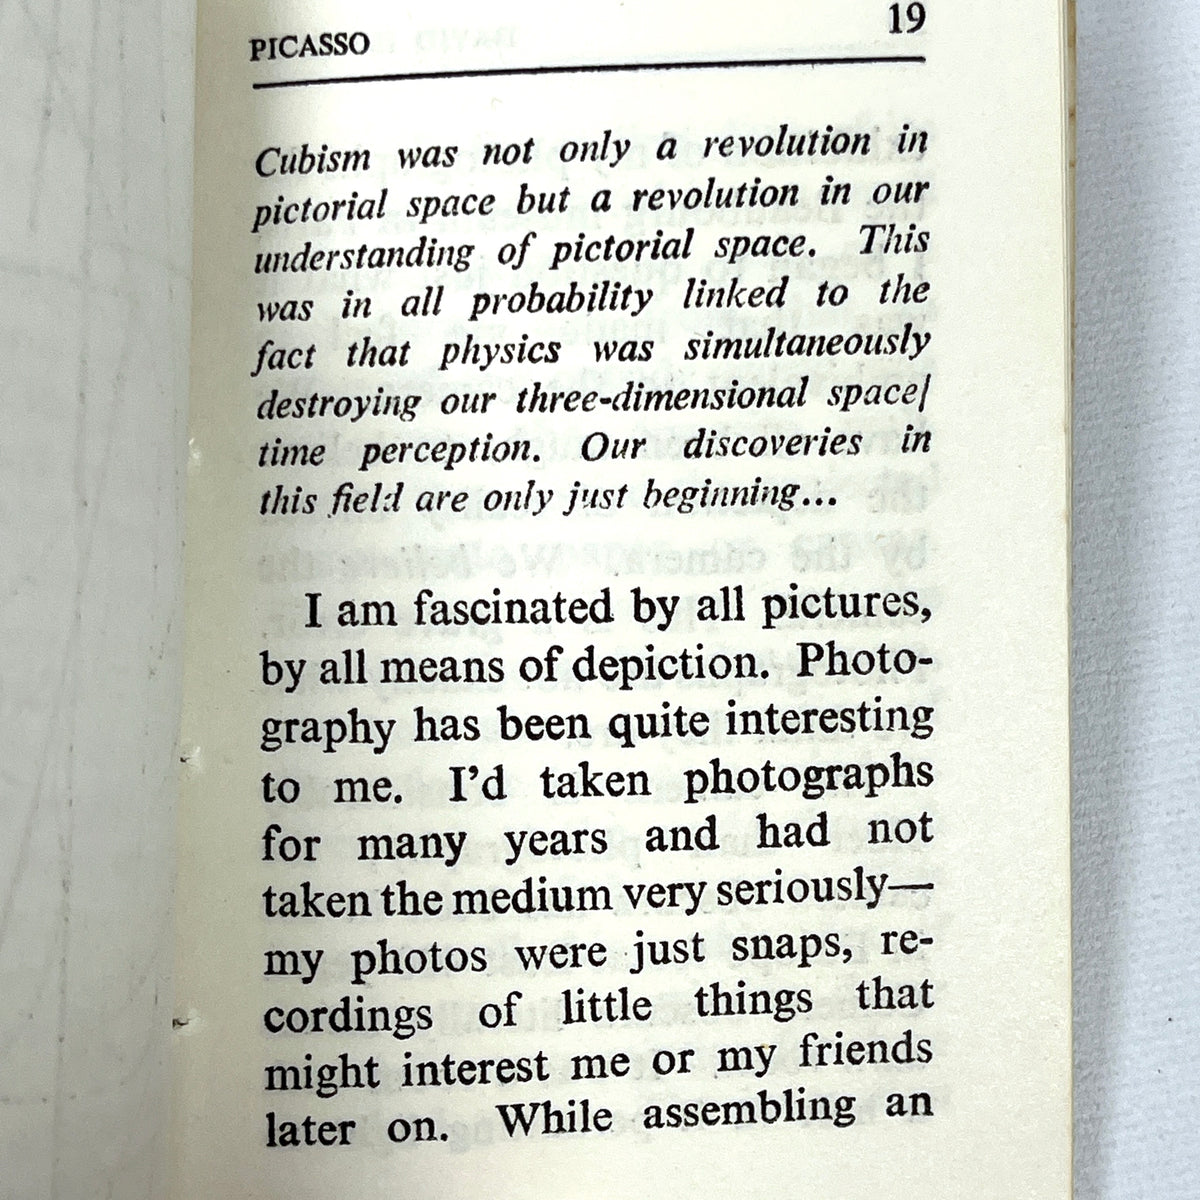 PICASSO 19
Cubism was not only a revolution in
pictorial space but a revolution in our
understanding of pictorial space. This
was in all probability linked to the
fact that physics was simultaneously
destroying our three-dimensional space/
time perception. Our discoveries in
this field are only just beginning...
I am fascinated by all pictures,
by all means of depiction. Photo-
graphy has been quite interesting
to me. I’d taken photographs
for many years and had not
taken the medium very seriously—
my photos were just snaps, re-
cordings of little things that
might interest me or my friends
later on. While assembling an